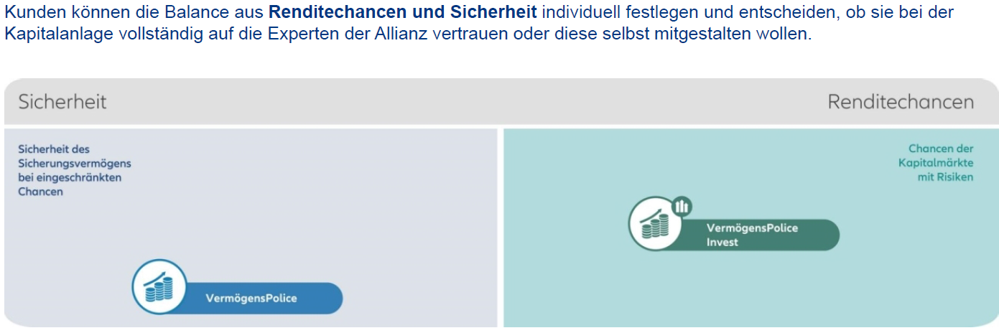 Kunden können die Balance aus Renditechancen und Sicherheit individuell festlegen und entscheiden, ob sie bei der
Kapitalanlage vollständig auf die Experten der Allianz vertrauen oder diese selbst mitgestalten wollen.
Sicherheit
Renditechancen
Sicherheit des
Sicherungsvermögens
bei eingeschränkten
Chancen
Chancen der
Kapitalmärkte
mit Risiken
VermögensPolice
Invest
VermögensPolice